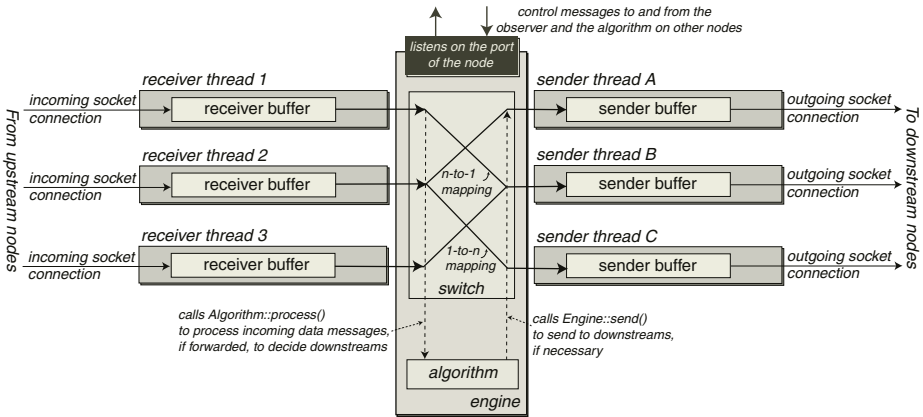 control messages to and from the
observer and the algorithm on other nodes
listens on the port
of the node
From upstream nodes
receiver thread 1
incoming socket
connection
receiver buffer
receiver thread 2
incoming socket
connection
receiver buffer
receiver thread 3
incoming socket
connection
receiver buffer
n-to-1
mapping
1-to-n
mapping
switch
sender thread A
sender buffer
outgoing socket
connection
sender thread B
sender buffer
outgoing socket
connection
sender thread C
sender buffer
outgoing socket
connection
To downstream nodes
calls Algorithm::process()
to process incoming data messages,
if forwarded, to decide downstreams
calls Engine::send()
to send to downstreams,
if necessary
algorithm
engine